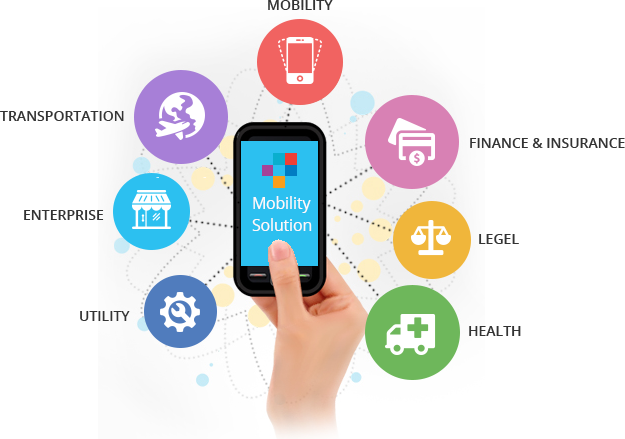 MOBILITY
TRANSPORTATION
FINANCE & INSURANCE
$
Mobility
Solution
ENTERPRISE
LEGEL
UTILITY
HEALTH